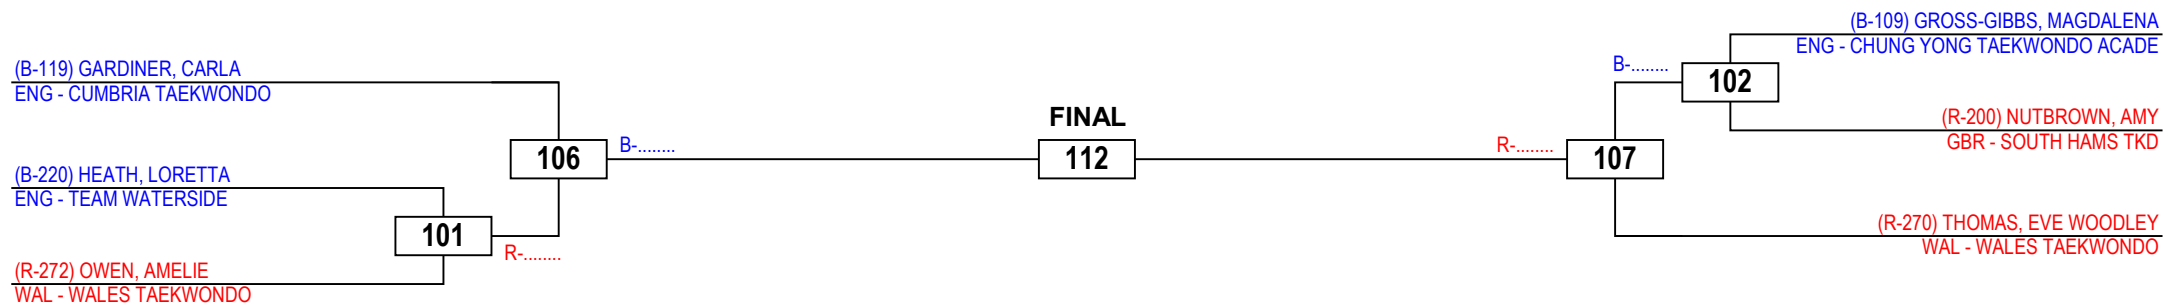 (B-119) GARDINER, CARLA
ENG - CUMBRIA TAEKWONDO
(B-220) HEATH, LORETTA
ENG - TEAM WATERSIDE
(R-272) OWEN, AMELIE
WAL - WALES TAEKWONDO
101
R-........
106
B-........
FINAL
112
R-........
107
B-........
102
(B-109) GROSS-GIBBS, MAGDALENA
ENG - CHUNG YONG TAEKWONDO ACADE
(R-200) NUTBROWN, AMY
GBR - SOUTH HAMS TKD
(R-270) THOMAS, EVE WOODLEY
WAL - WALES TAEKWONDO